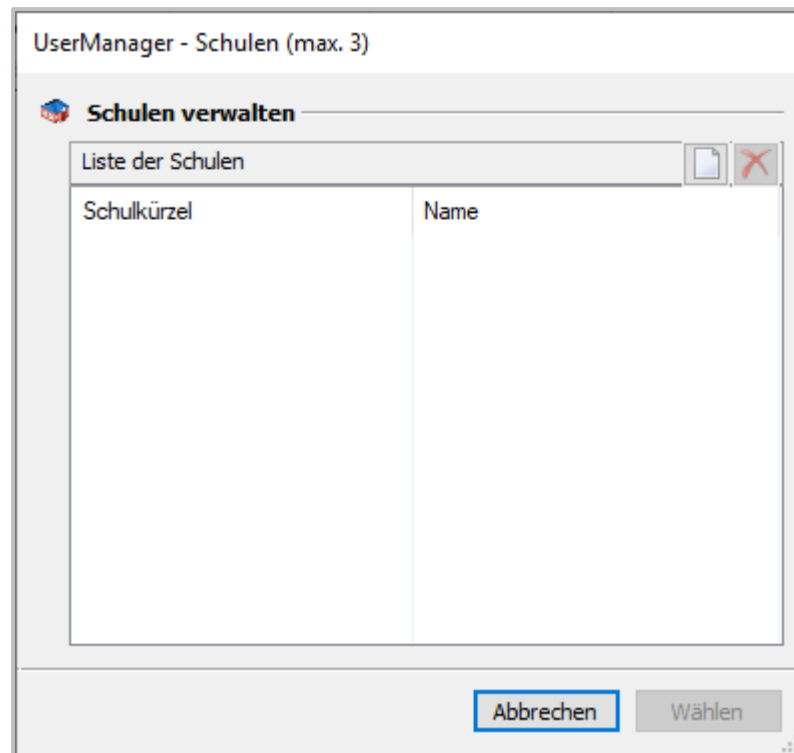 UserManager - Schulen (max. 3)
Schulen verwalten
Liste der Schulen
Schulkürzel Name
Abbrechen Wählen